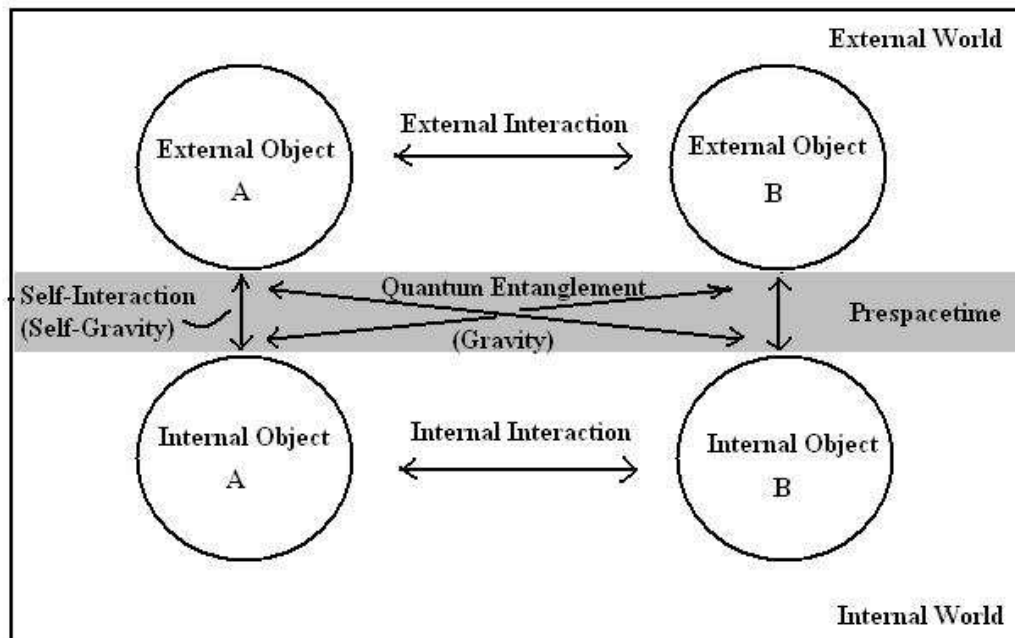 External World
External Interaction
External Object
A
External Object
B
Self-Interaction
(Self-Gravity)
Quantum Entanglement
(Gravity)
Prespacetime
Internal Object
A
Internal Interaction
Internal Object
B
Internal World